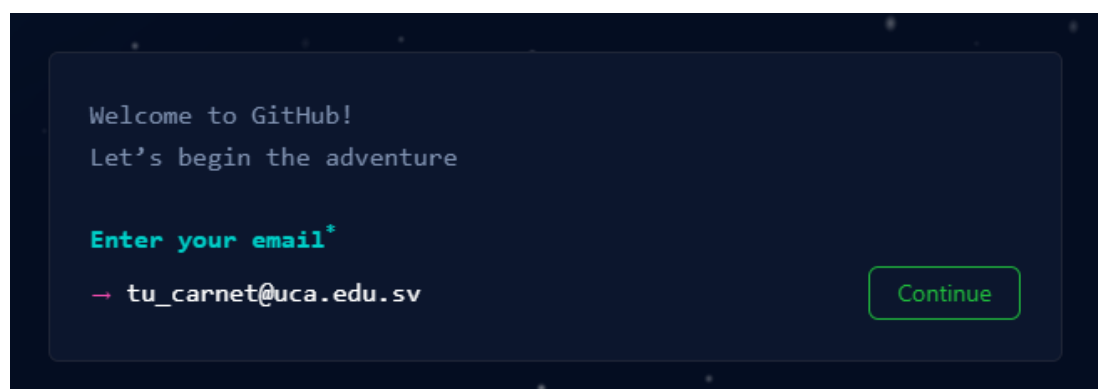 Welcome to GitHub!
Let’s begin the adventure
Enter your email*
→ tu_carnet@uca.edu.sv
Continue